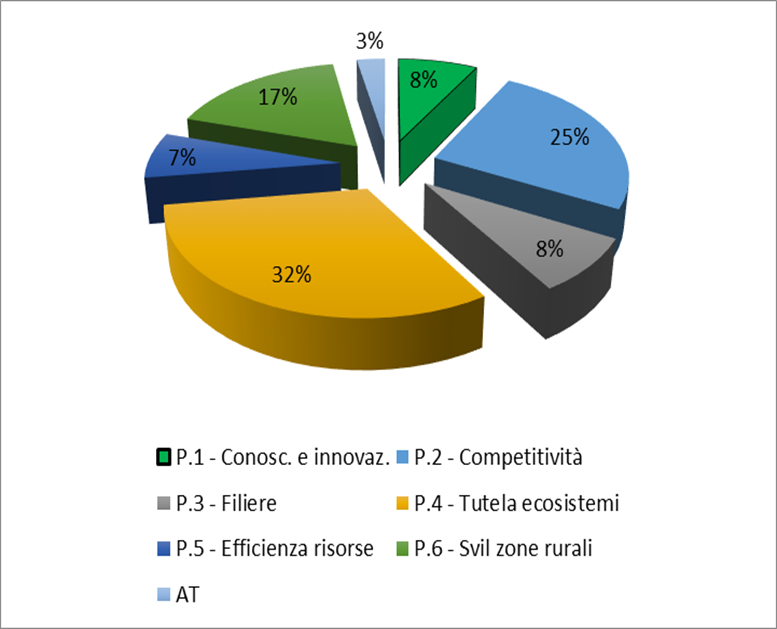 3%
8%
17%
25%
7%
8%
32%
P.1 - Conosc. e innovaz.
P.2 - Competitività
P.3 - Filiere
P.4 - Tutela ecosistemi
P.5 - Efficienza risorse
P.6 - Svil zone rurali
AT